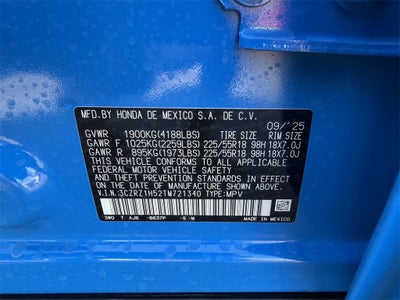 MFD.BY HONDA DE MEXICO S.A. DE C.V.
09/'25
GVWR 1900KG(4188LBS) TIRE SIZE RIM SIZE
GAWR F 1025KG(2259LBS) 225/55R18 98H 18X7.0J
GAWR R 895KG(1973LBS) 225/55R18 98H 18X7.0J
THIS VEHICLE CONFORMS TO ALL APPLICABLE
FEDERAL MOTOR VEHICLE SAFETY AND THEFT
PREVENTION STANDARDS IN EFFECT ON THE
DATE OF MANUFACTURE SHOWN ABOVE.
V.I.N.:3CZRZ1H52TM721340 TYPE:MPV
3WO T AJ6 -B637P -S -M